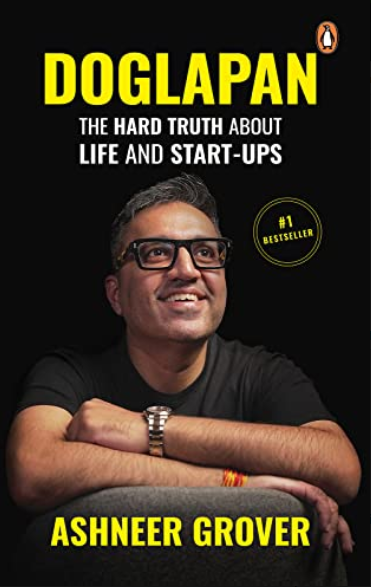 DOGLAPAN
THE HARD TRUTH ABOUT
LIFE AND START-UPS
#1
BESTSELLER
ASHNEER GROVER